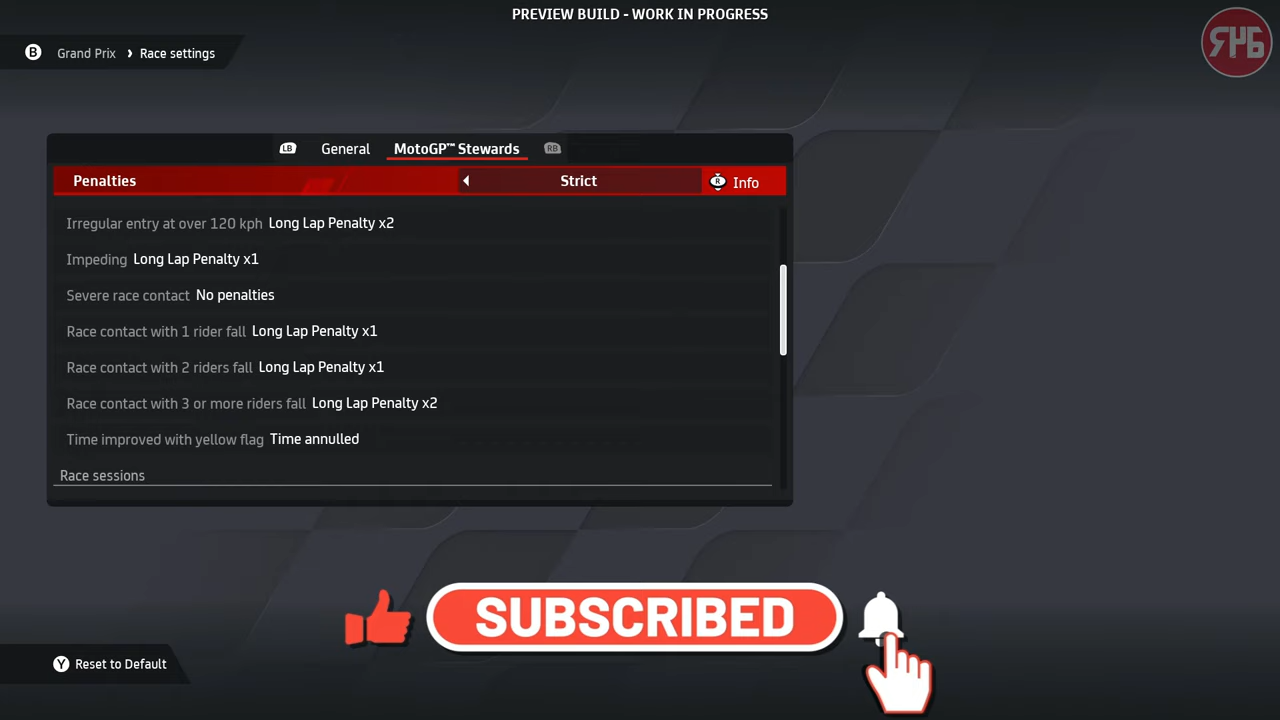 PREVIEW BUILD - WORK IN PROGRESS
B Grand Prix › Race settings
ЯЧБ
LB General MotoGP™ Stewards RB
Penalties Strict R Info
Irregular entry at over 120 kph Long Lap Penalty x2
Impeding Long Lap Penalty x1
Severe race contact No penalties
Race contact with 1 rider fall Long Lap Penalty x1
Race contact with 2 riders fall Long Lap Penalty x1
Race contact with 3 or more riders fall Long Lap Penalty x2
Time improved with yellow flag Time annulled
Race sessions
SUBSCRIBED
Y Reset to Default